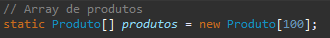 // Array de produtos
static Produto[] produtos = new Produto[100];